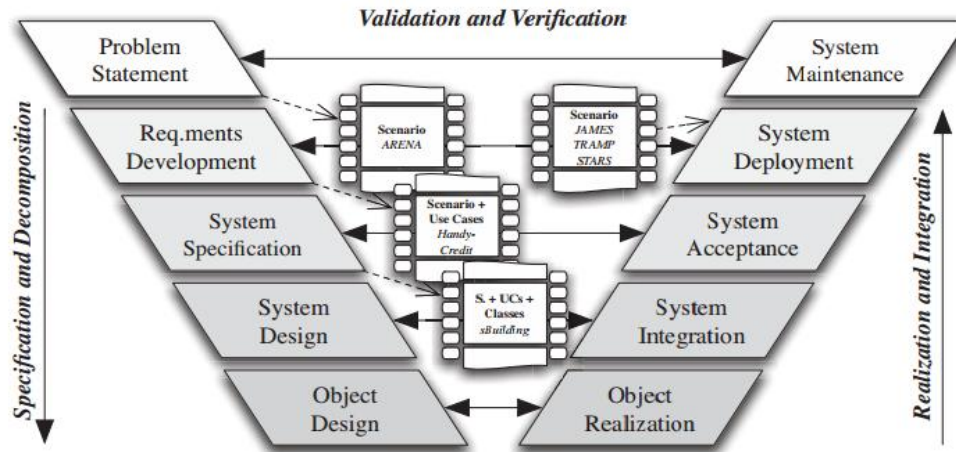 Validation and Verification
Problem
Statement
System
Maintenance
Scenario
ARENA
Scenario
JAMES
TRAMP
STARS
Req.ments
Development
System
Deployment
Scenario +
Use Cases
Handy-
Credit
System
Specification
System
Acceptance
S. + UCs +
Classes
sBuilding
System
Design
System
Integration
Object
Design
Object
Realization
Specification and Decomposition
Realization and Integration